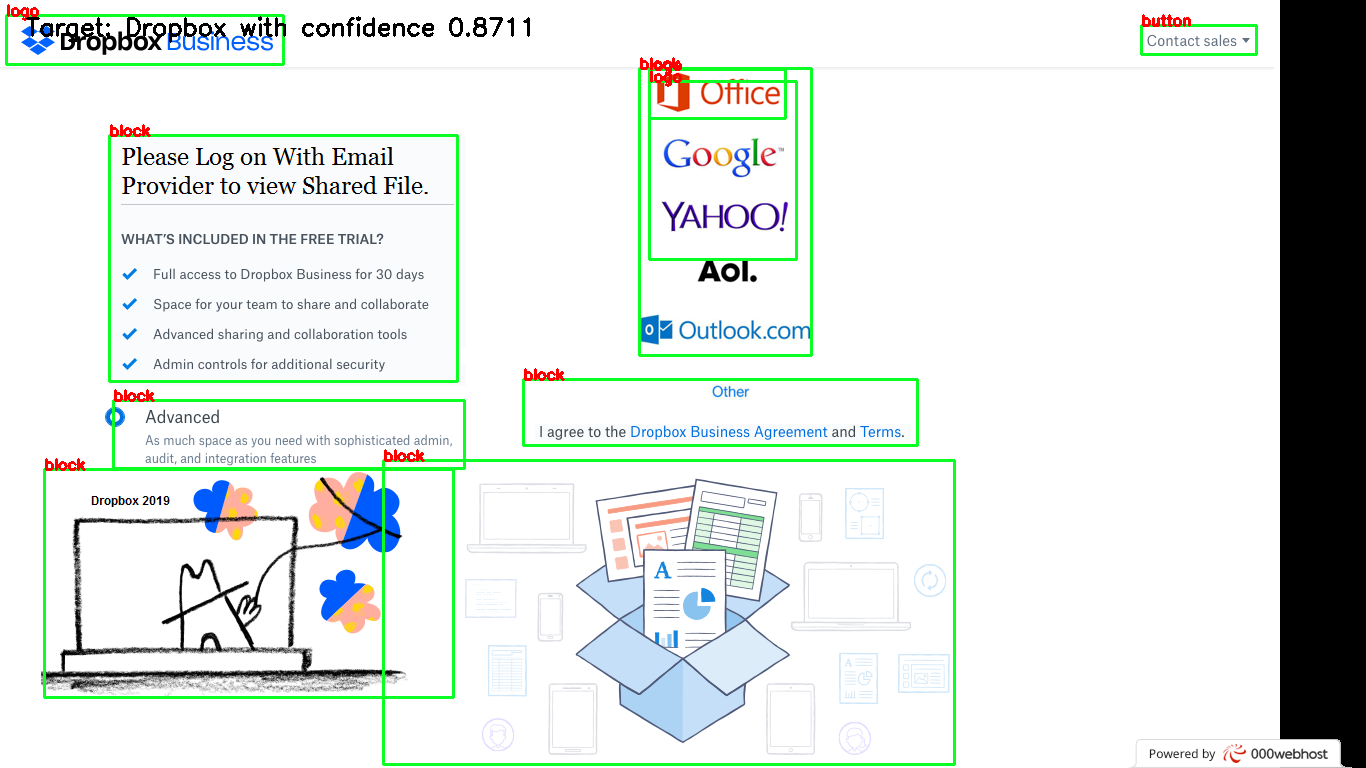 logo
Target: Dropbox with confidence 0.8711
Dropbox Business
button
Contact sales
block
logo
Office
Google™
YAHOO!
Aol.
Outlook.com
block
Please Log on With Email
Provider to view Shared File.
WHAT'S INCLUDED IN THE FREE TRIAL?
Full access to Dropbox Business for 30 days
Space for your team to share and collaborate
Advanced sharing and collaboration tools
Admin controls for additional security
block
Other
I agree to the Dropbox Business Agreement and Terms.
block
Advanced
As much space as you need with sophisticated admin,
audit, and integration features
block
Dropbox 2019
block
A
A
Powered by 000webhost